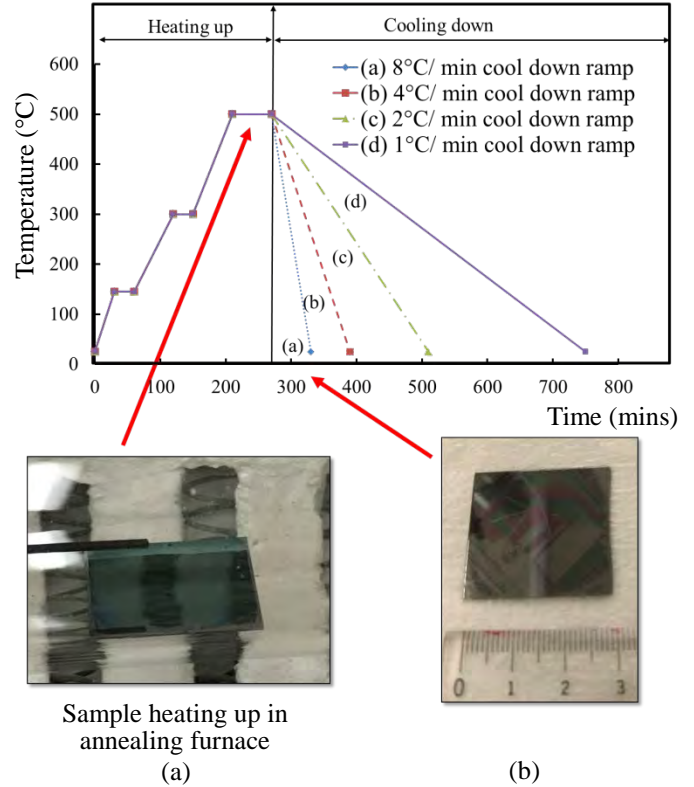 Heating up
Cooling down
600
500
400
300
200
100
0
Temperature (°C)
(a) 8°C/ min cool down ramp
(b) 4°C/ min cool down ramp
(c) 2°C/ min cool down ramp
(d) 1°C/ min cool down ramp
(d)
(c)
(b)
(a)
0 100 200 300 400 500 600 700 800
Time (mins)
0 1 2 3
Sample heating up in
annealing furnace
(a)
(b)